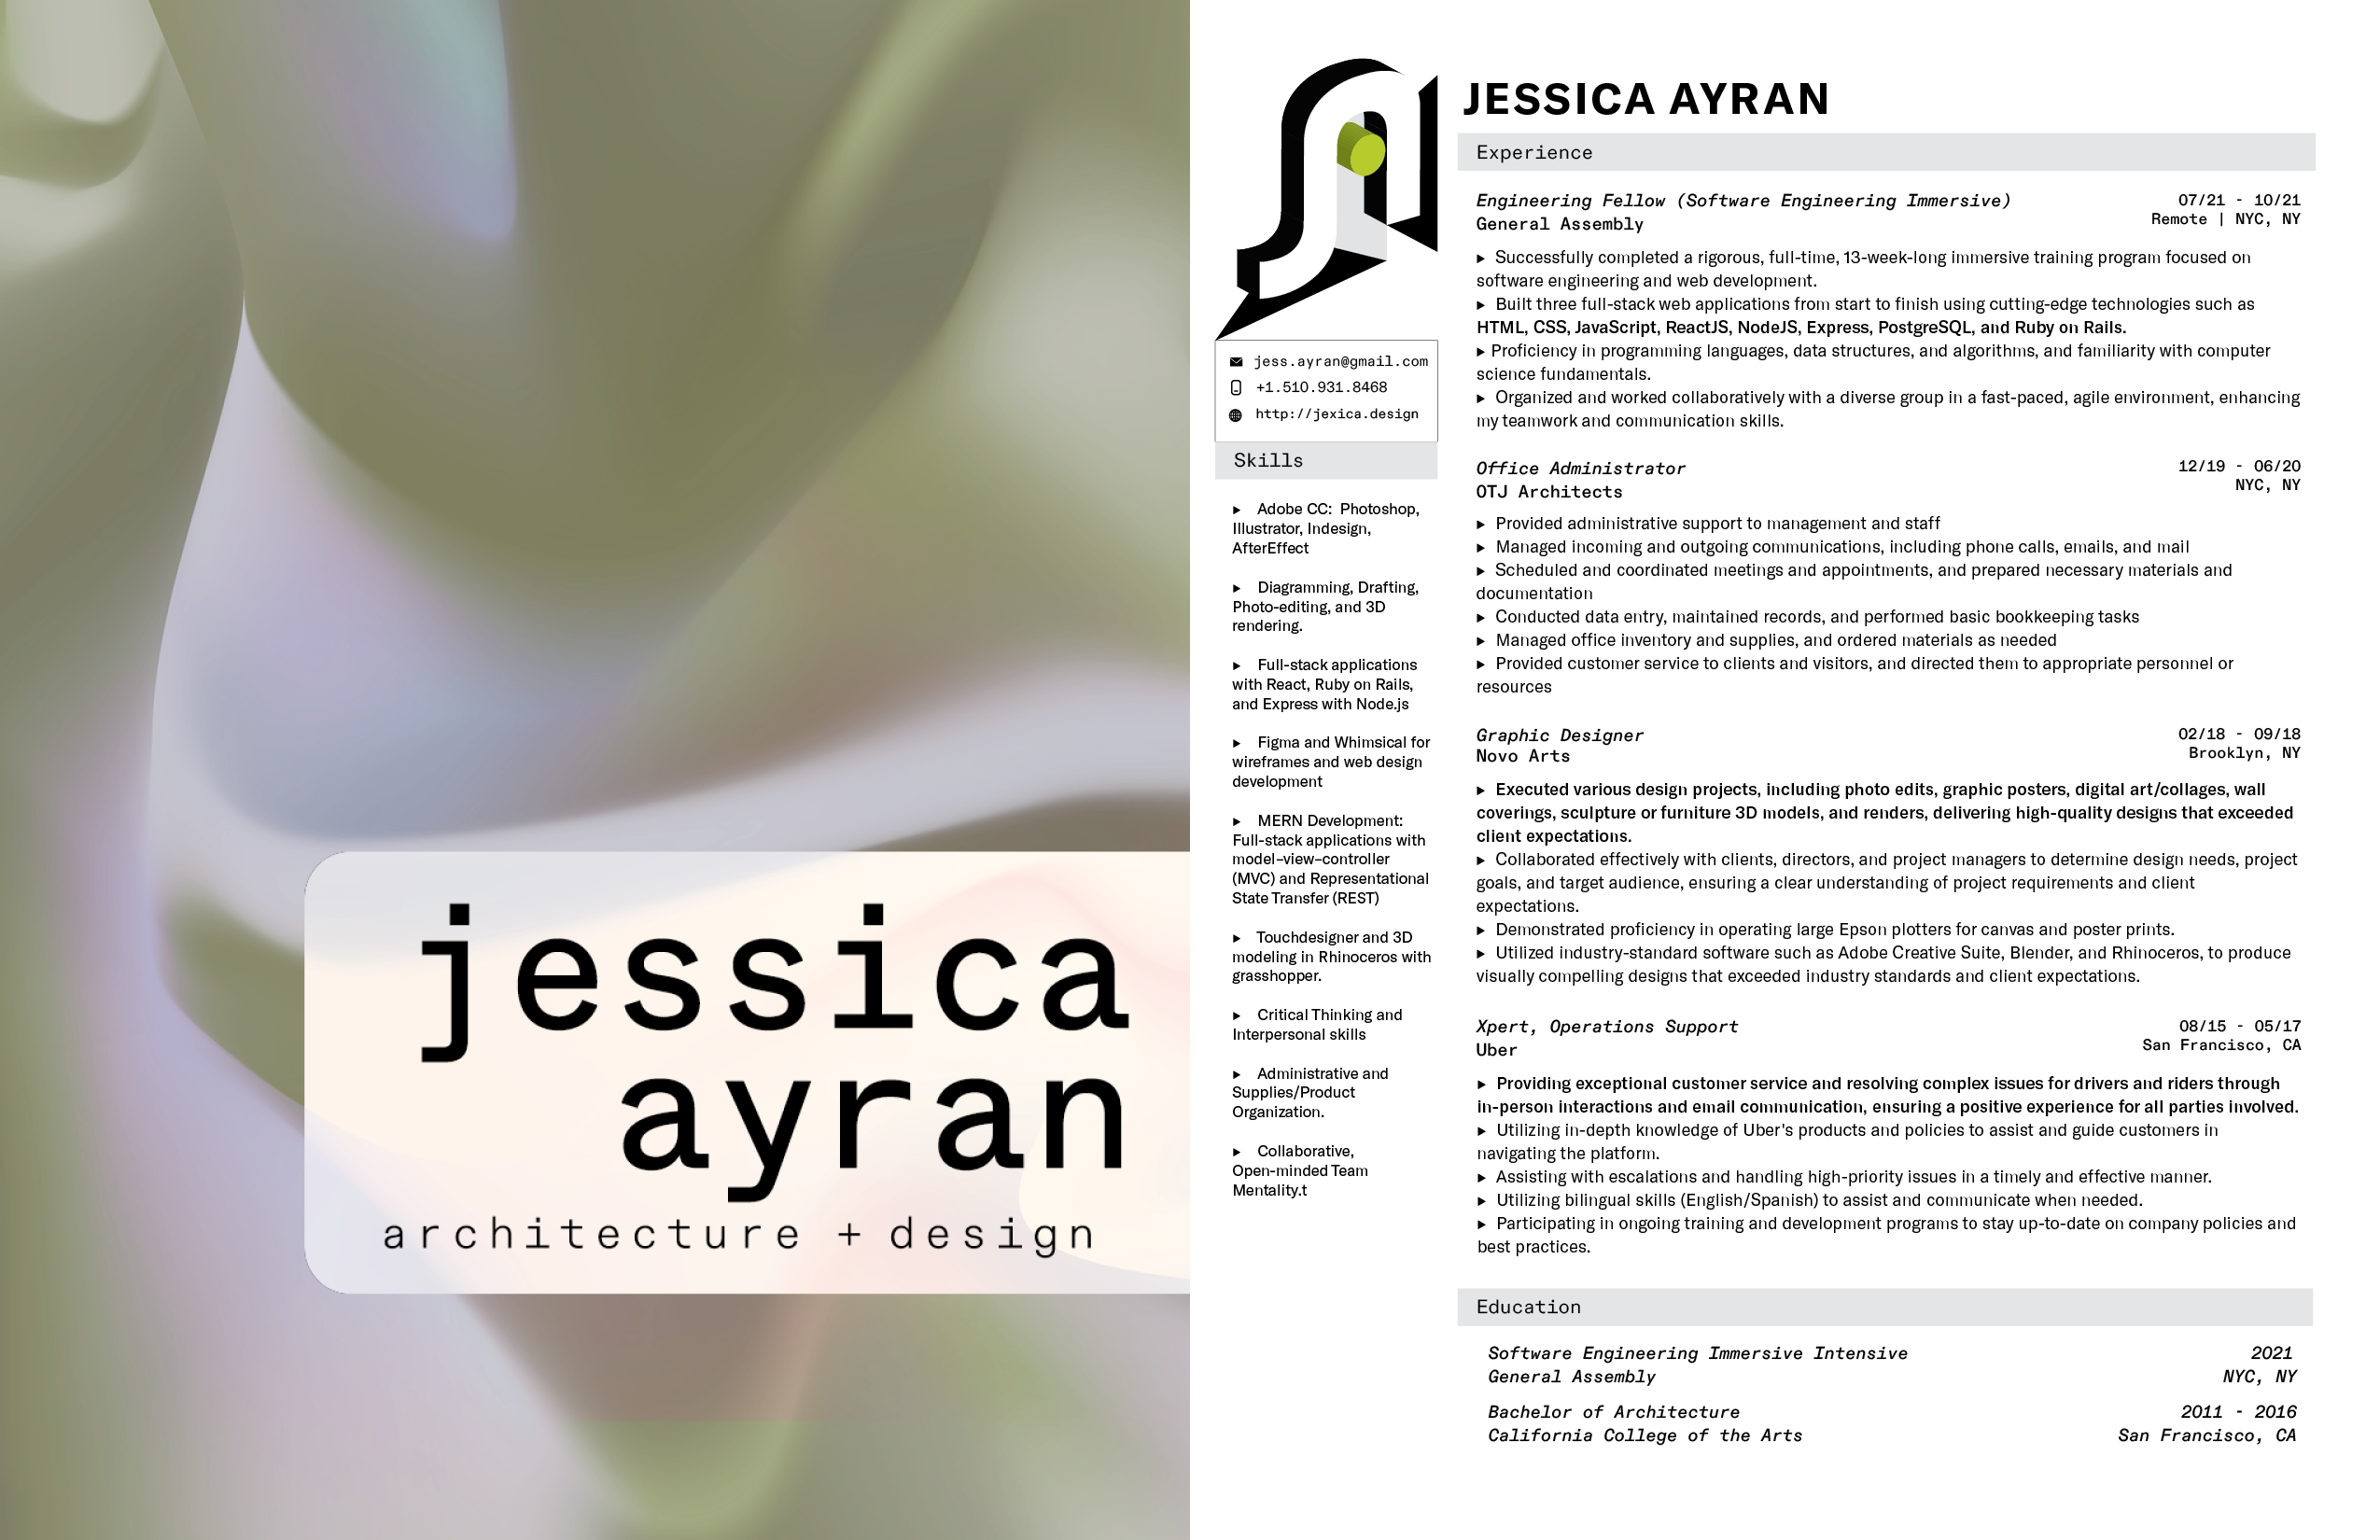 jessica
ayran
architecture + design
JESSICA AYRAN
jess.ayran@gmail.com
+1.510.931.8468
http://jexica.design
Skills
▸ Adobe CC: Photoshop,
Illustrator, Indesign,
AfterEffect
▸ Diagramming, Drafting,
Photo-editing, and 3D
rendering.
▸ Full-stack applications
with React, Ruby on Rails,
and Express with Node.js
▸ Figma and Whimsical for
wireframes and web design
development
▸ MERN Development:
Full-stack applications with
model–view–controller
(MVC) and Representational
State Transfer (REST)
▸ Touchdesigner and 3D
modeling in Rhinoceros with
grasshopper.
▸ Critical Thinking and
Interpersonal skills
▸ Administrative and
Supplies/Product
Organization.
▸ Collaborative,
Open-minded Team
Mentality.t
Experience
Engineering Fellow (Software Engineering Immersive) 07/21 - 10/21
General Assembly Remote | NYC, NY
▸ Successfully completed a rigorous, full-time, 13-week-long immersive training program focused on
software engineering and web development.
▸ Built three full-stack web applications from start to finish using cutting-edge technologies such as
HTML, CSS, JavaScript, ReactJS, NodeJS, Express, PostgreSQL, and Ruby on Rails.
▸ Proficiency in programming languages, data structures, and algorithms, and familiarity with computer
science fundamentals.
▸ Organized and worked collaboratively with a diverse group in a fast-paced, agile environment, enhancing
my teamwork and communication skills.
Office Administrator 12/19 - 06/20
OTJ Architects NYC, NY
▸ Provided administrative support to management and staff
▸ Managed incoming and outgoing communications, including phone calls, emails, and mail
▸ Scheduled and coordinated meetings and appointments, and prepared necessary materials and
documentation
▸ Conducted data entry, maintained records, and performed basic bookkeeping tasks
▸ Managed office inventory and supplies, and ordered materials as needed
▸ Provided customer service to clients and visitors, and directed them to appropriate personnel or
resources
Graphic Designer 02/18 - 09/18
Novo Arts Brooklyn, NY
▸ Executed various design projects, including photo edits, graphic posters, digital art/collages, wall
coverings, sculpture or furniture 3D models, and renders, delivering high-quality designs that exceeded
client expectations.
▸ Collaborated effectively with clients, directors, and project managers to determine design needs, project
goals, and target audience, ensuring a clear understanding of project requirements and client
expectations.
▸ Demonstrated proficiency in operating large Epson plotters for canvas and poster prints.
▸ Utilized industry-standard software such as Adobe Creative Suite, Blender, and Rhinoceros, to produce
visually compelling designs that exceeded industry standards and client expectations.
Xpert, Operations Support 08/15 - 05/17
Uber San Francisco, CA
▸ Providing exceptional customer service and resolving complex issues for drivers and riders through
in-person interactions and email communication, ensuring a positive experience for all parties involved.
▸ Utilizing in-depth knowledge of Uber's products and policies to assist and guide customers in
navigating the platform.
▸ Assisting with escalations and handling high-priority issues in a timely and effective manner.
▸ Utilizing bilingual skills (English/Spanish) to assist and communicate when needed.
▸ Participating in ongoing training and development programs to stay up-to-date on company policies and
best practices.
Education
Software Engineering Immersive Intensive 2021
General Assembly NYC, NY
Bachelor of Architecture 2011 - 2016
California College of the Arts San Francisco, CA